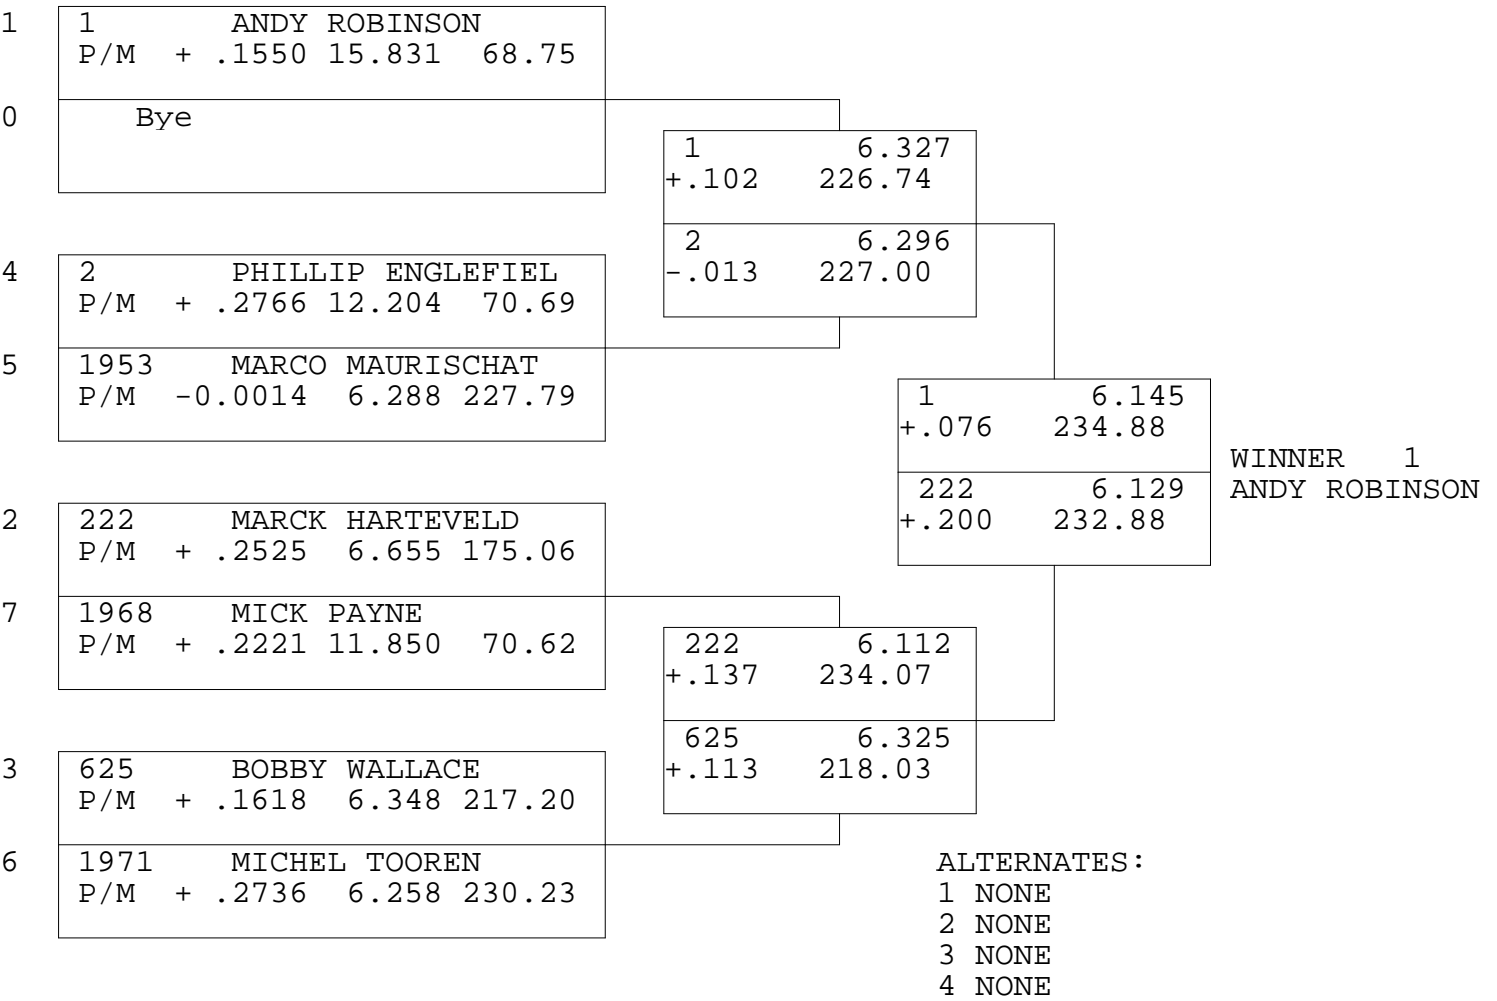 1 1 ANDY ROBINSON
P/M + .1550 15.831 68.75
0 Bye
4 2 PHILLIP ENGLEFIEL
P/M + .2766 12.204 70.69
5 1953 MARCO MAURISCHAT
P/M -0.0014 6.288 227.79
2 222 MARCK HARTEVELD
P/M + .2525 6.655 175.06
7 1968 MICK PAYNE
P/M + .2221 11.850 70.62
3 625 BOBBY WALLACE
P/M + .1618 6.348 217.20
6 1971 MICHEL TOOREN
P/M + .2736 6.258 230.23
1 6.327
+.102 226.74
2 6.296
-.013 227.00
222 6.112
+.137 234.07
625 6.325
+.113 218.03
1 6.145
+.076 234.88
222 6.129
+.200 232.88
WINNER 1
ANDY ROBINSON
ALTERNATES:
1 NONE
2 NONE
3 NONE
4 NONE